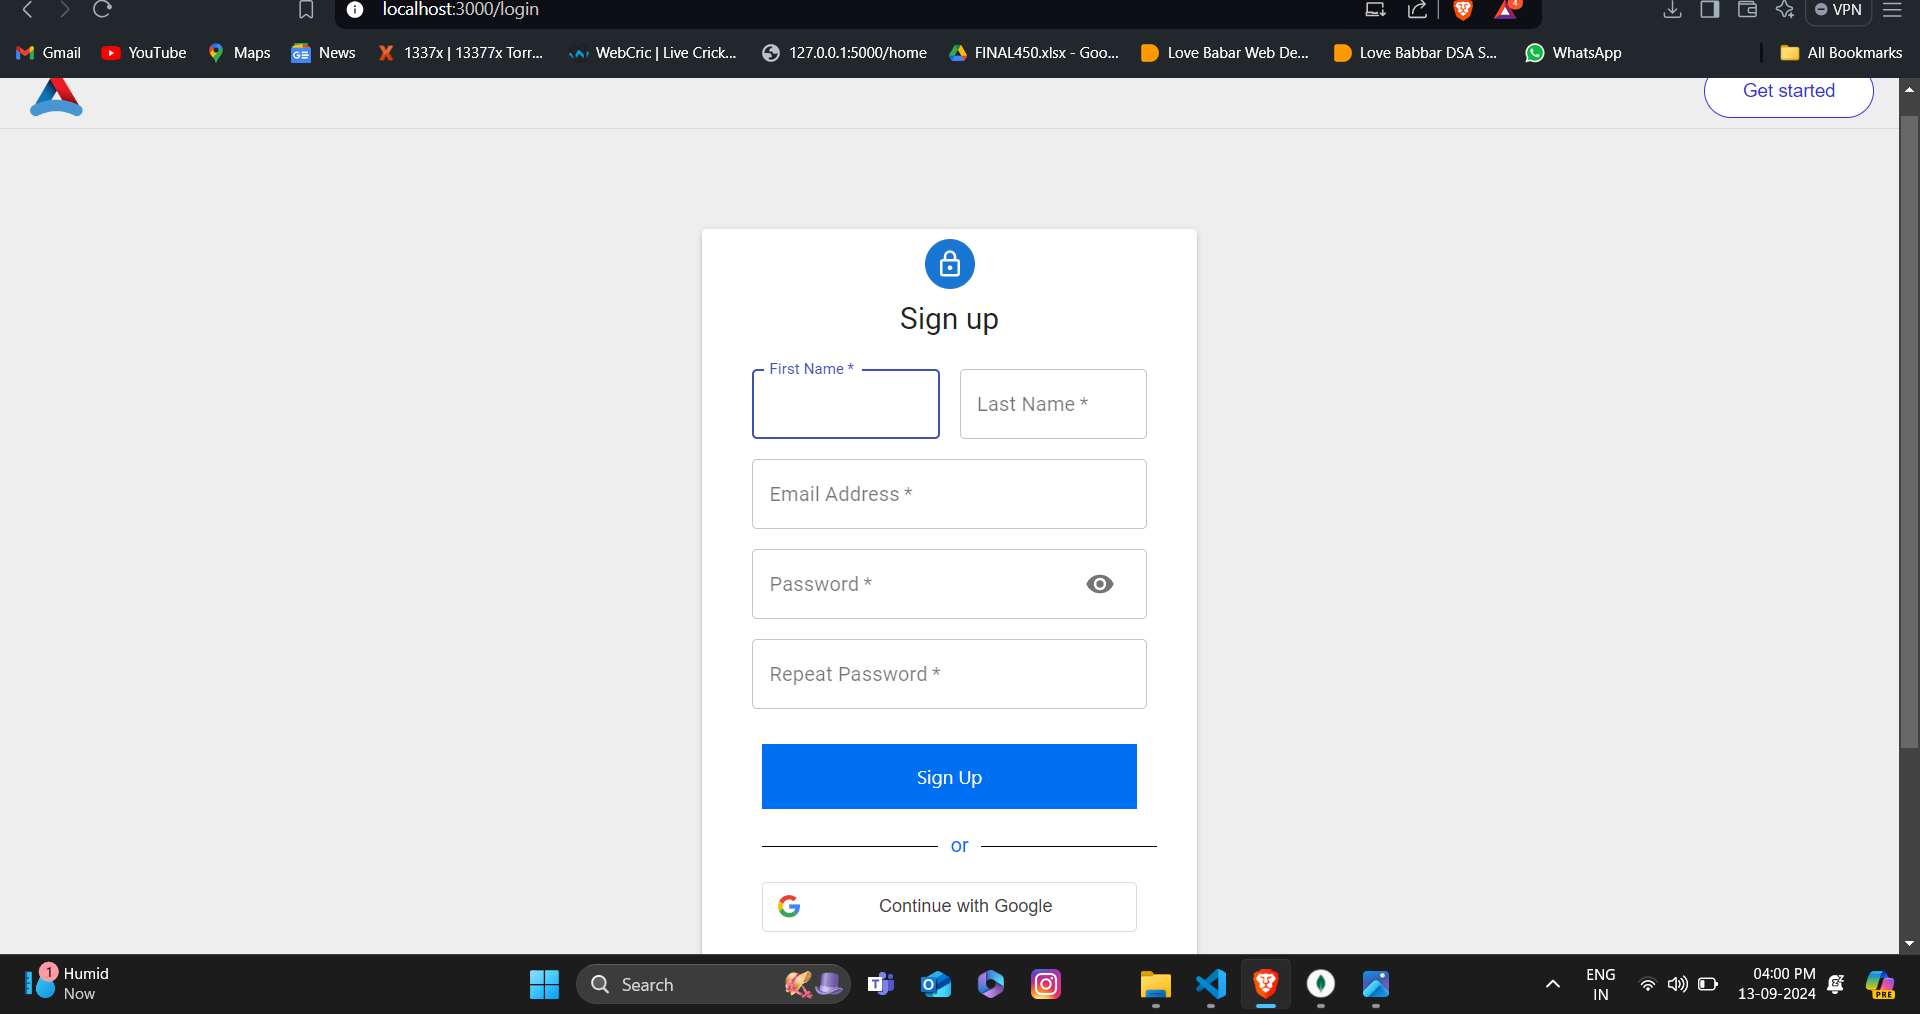 localhost:3000/login
4
VPN
Gmail
YouTube
Maps
News
1337x | 13377x Torr...
WebCric | Live Crick...
127.0.0.1:5000/home
FINAL450.xlsx - Goo...
Love Babar Web De...
Love Babbar DSA S...
WhatsApp
All Bookmarks
Get started
Sign up
First Name *
Last Name *
Email Address *
Password *
Repeat Password *
Sign Up
or
Continue with Google
1
Humid
Now
Search
ENG
IN
04:00 PM
13-09-2024
PRE